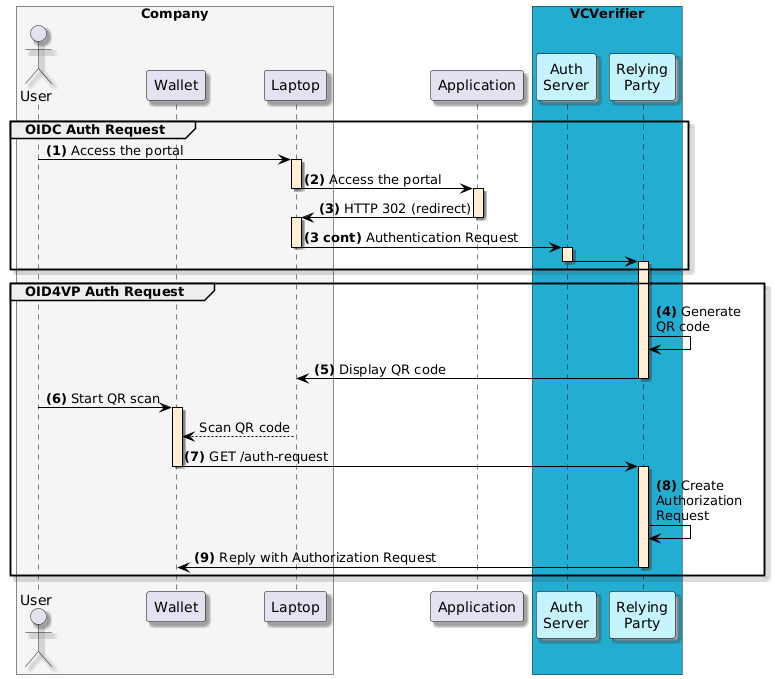 Company
VCVerifier
User
Wallet
Laptop
Application
Auth
Server
Relying
Party
OIDC Auth Request
(1) Access the portal
(2) Access the portal
(3) HTTP 302 (redirect)
(3 cont) Authentication Request
OID4VP Auth Request
(4) Generate
QR code
(5) Display QR code
(6) Start QR scan
Scan QR code
(7) GET /auth-request
(8) Create
Authorization
Request
(9) Reply with Authorization Request
User
Wallet
Laptop
Application
Auth
Server
Relying
Party